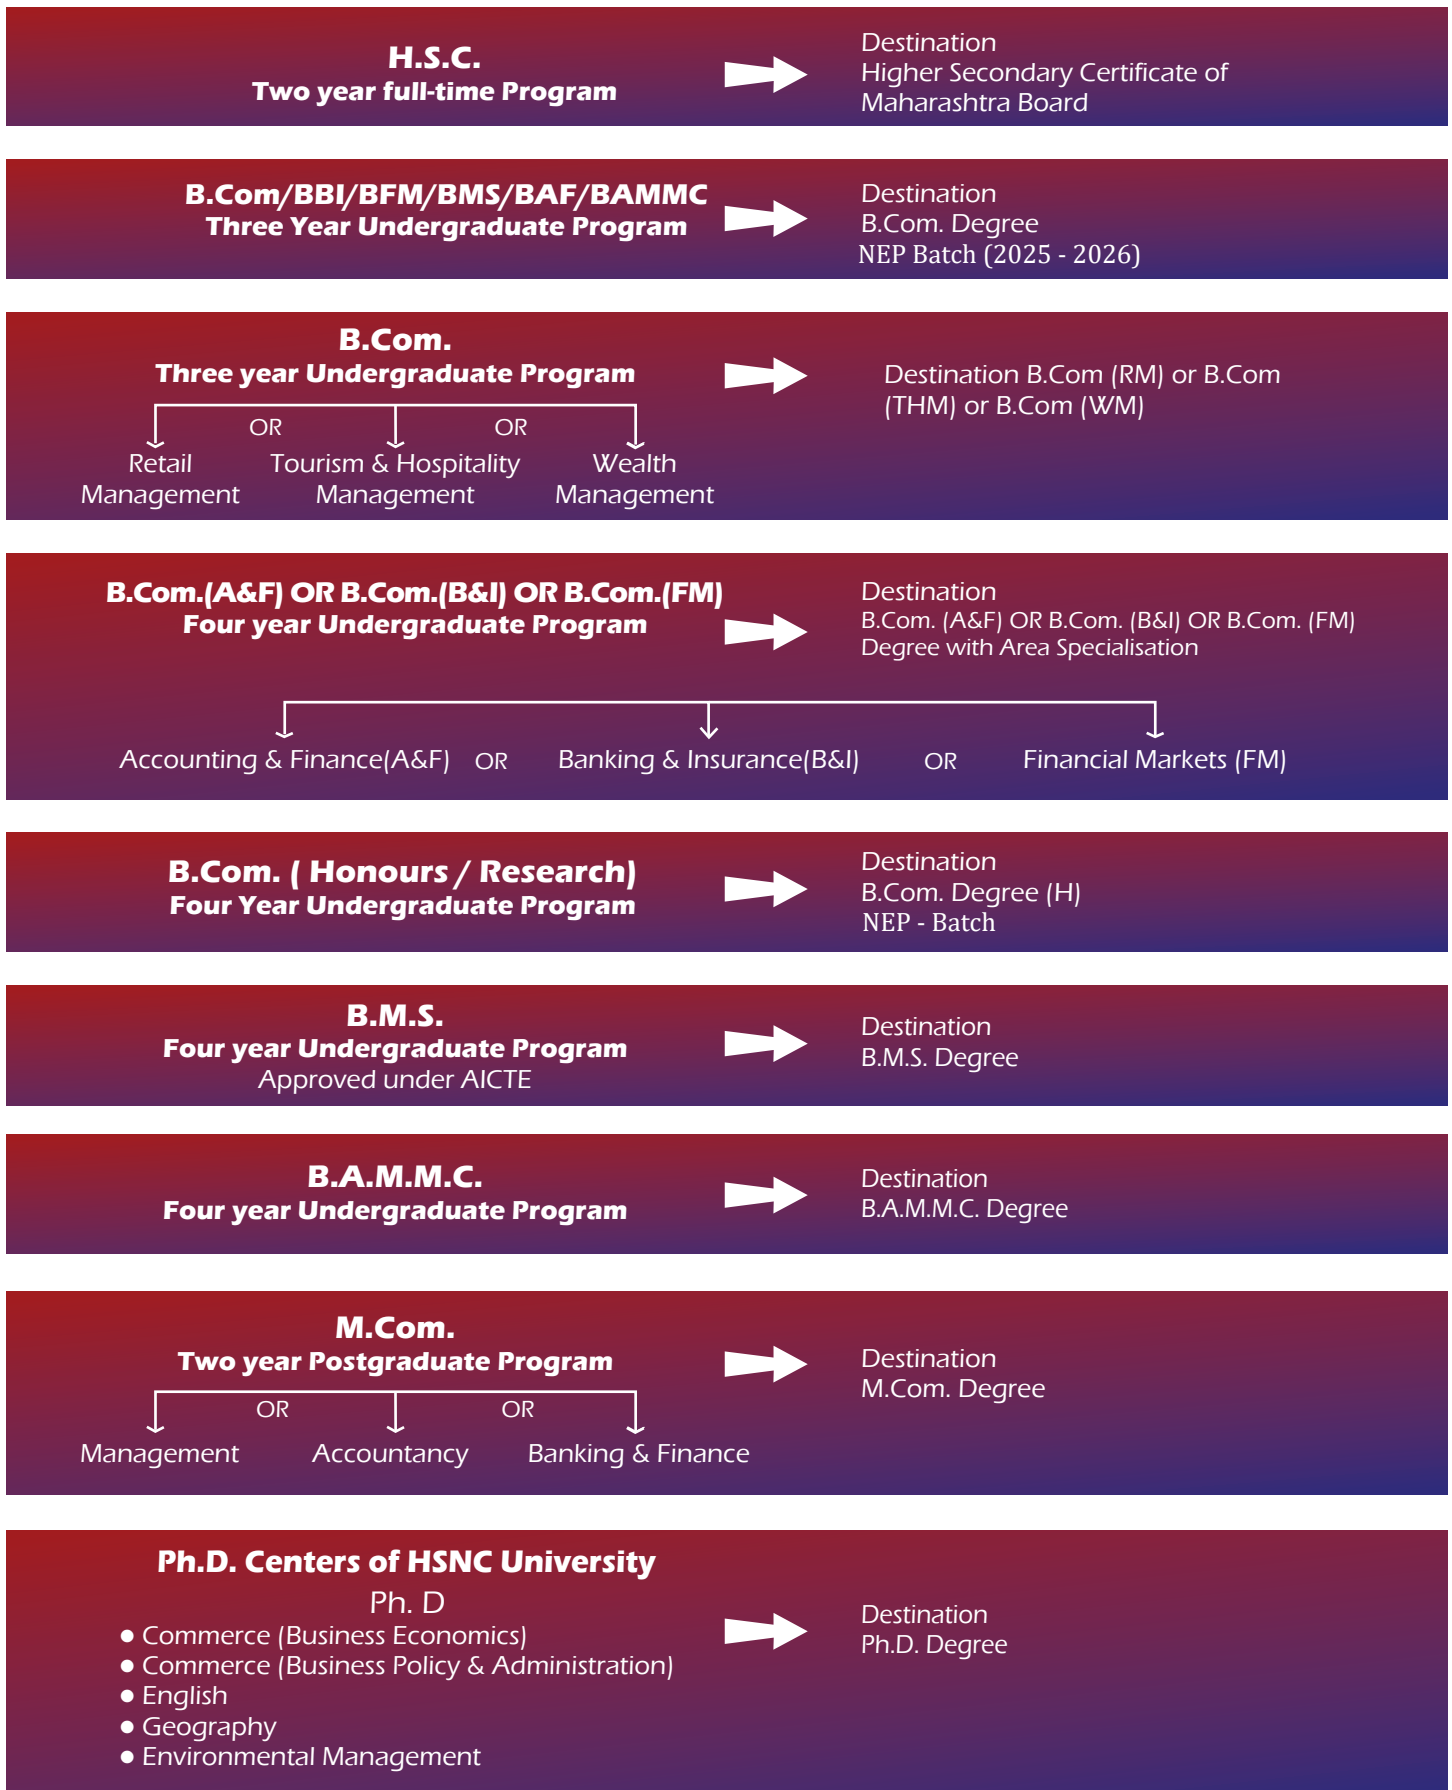 H.S.C.
Two year full-time Program
Destination
Higher Secondary Certificate of
Maharashtra Board
B.Com/BBI/BFM/BMS/BAF/BAMMC
Three Year Undergraduate Program
Destination
B.Com. Degree
NEP Batch (2025 - 2026)
B.Com.
Three year Undergraduate Program
OR OR
Retail Tourism & Hospitality Wealth
Management Management Management
Destination B.Com (RM) or B.Com
(THM) or B.Com (WM)
B.Com.(A&F) OR B.Com.(B&I) OR B.Com.(FM)
Four year Undergraduate Program
Destination
B.Com. (A&F) OR B.Com. (B&I) OR B.Com. (FM)
Degree with Area Specialisation
Accounting & Finance(A&F) OR Banking & Insurance(B&I) OR Financial Markets (FM)
B.Com. ( Honours / Research)
Four Year Undergraduate Program
Destination
B.Com. Degree (H)
NEP - Batch
B.M.S.
Four year Undergraduate Program
Approved under AICTE
Destination
B.M.S. Degree
B.A.M.M.C.
Four year Undergraduate Program
Destination
B.A.M.M.C. Degree
M.Com.
Two year Postgraduate Program
OR OR
Management Accountancy Banking & Finance
Destination
M.Com. Degree
Ph.D. Centers of HSNC University
Ph. D
● Commerce (Business Economics)
● Commerce (Business Policy & Administration)
● English
● Geography
● Environmental Management
Destination
Ph.D. Degree